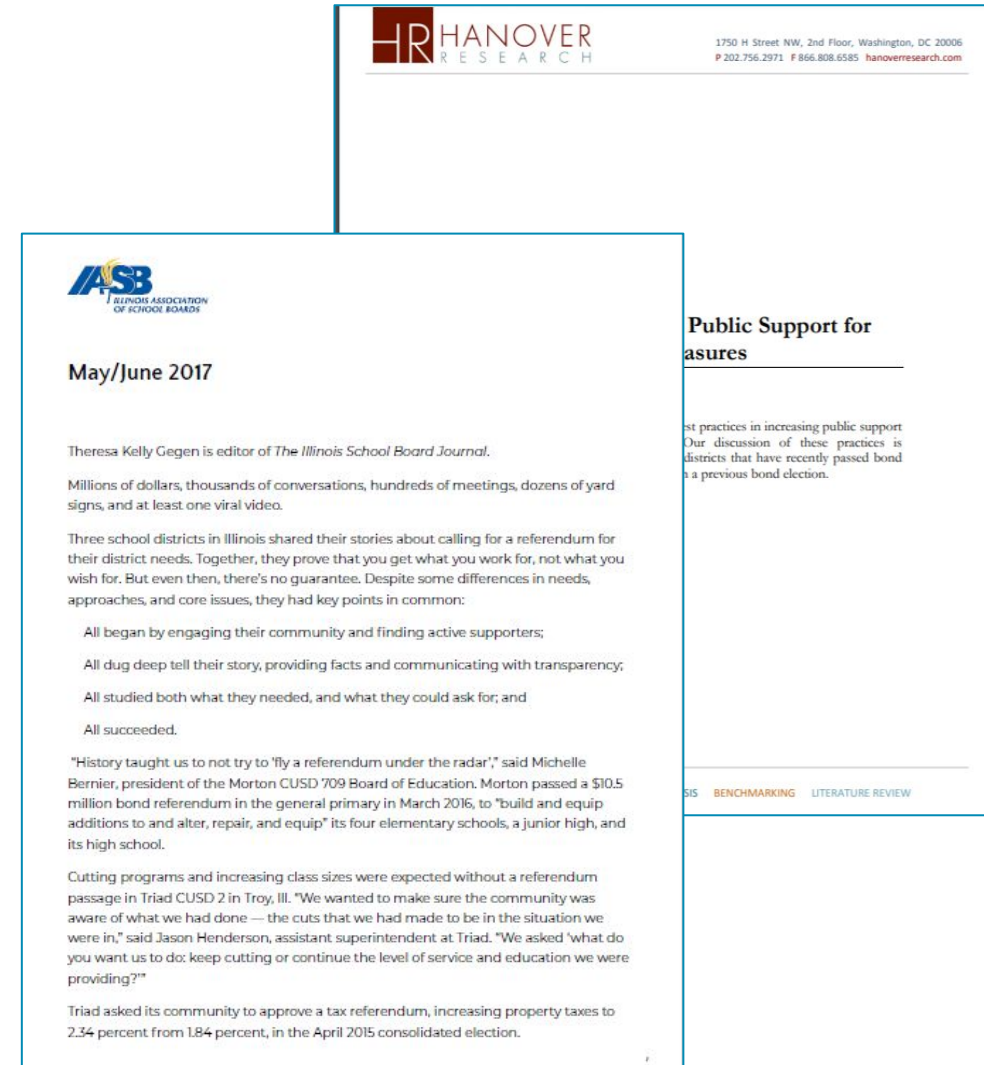 HR HANOVER
RESEARCH
1750 H Street NW, 2nd Floor, Washington, DC 20006
P 202.756.2971 F 866.808.6585 hanoverresearch.com
Public Support for
asures
st practices in increasing public support
Our discussion of these practices is
districts that have recently passed bond
a previous bond election.
SIS BENCHMARKING LITERATURE REVIEW
IASB
ILLINOIS ASSOCIATION
OF SCHOOL BOARDS
May/June 2017
Theresa Kelly Gegen is editor of The Illinois School Board Journal.
Millions of dollars, thousands of conversations, hundreds of meetings, dozens of yard
signs, and at least one viral video.
Three school districts in Illinois shared their stories about calling for a referendum for
their district needs. Together, they prove that you get what you work for, not what you
wish for. But even then, there's no guarantee. Despite some differences in needs,
approaches, and core issues, they had key points in common:
All began by engaging their community and finding active supporters;
All dug deep tell their story, providing facts and communicating with transparency;
All studied both what they needed, and what they could ask for; and
All succeeded.
"History taught us to not try to 'fly a referendum under the radar'," said Michelle
Bernier, president of the Morton CUSD 709 Board of Education. Morton passed a $10.5
million bond referendum in the general primary in March 2016, to "build and equip
additions to and alter, repair, and equip" its four elementary schools, a junior high, and
its high school.
Cutting programs and increasing class sizes were expected without a referendum
passage in Triad CUSD 2 in Troy, Ill. "We wanted to make sure the community was
aware of what we had done — the cuts that we had made to be in the situation we
were in," said Jason Henderson, assistant superintendent at Triad. "We asked 'what do
you want us to do: keep cutting or continue the level of service and education we were
providing?'"
Triad asked its community to approve a tax referendum, increasing property taxes to
2.34 percent from 1.84 percent, in the April 2015 consolidated election.